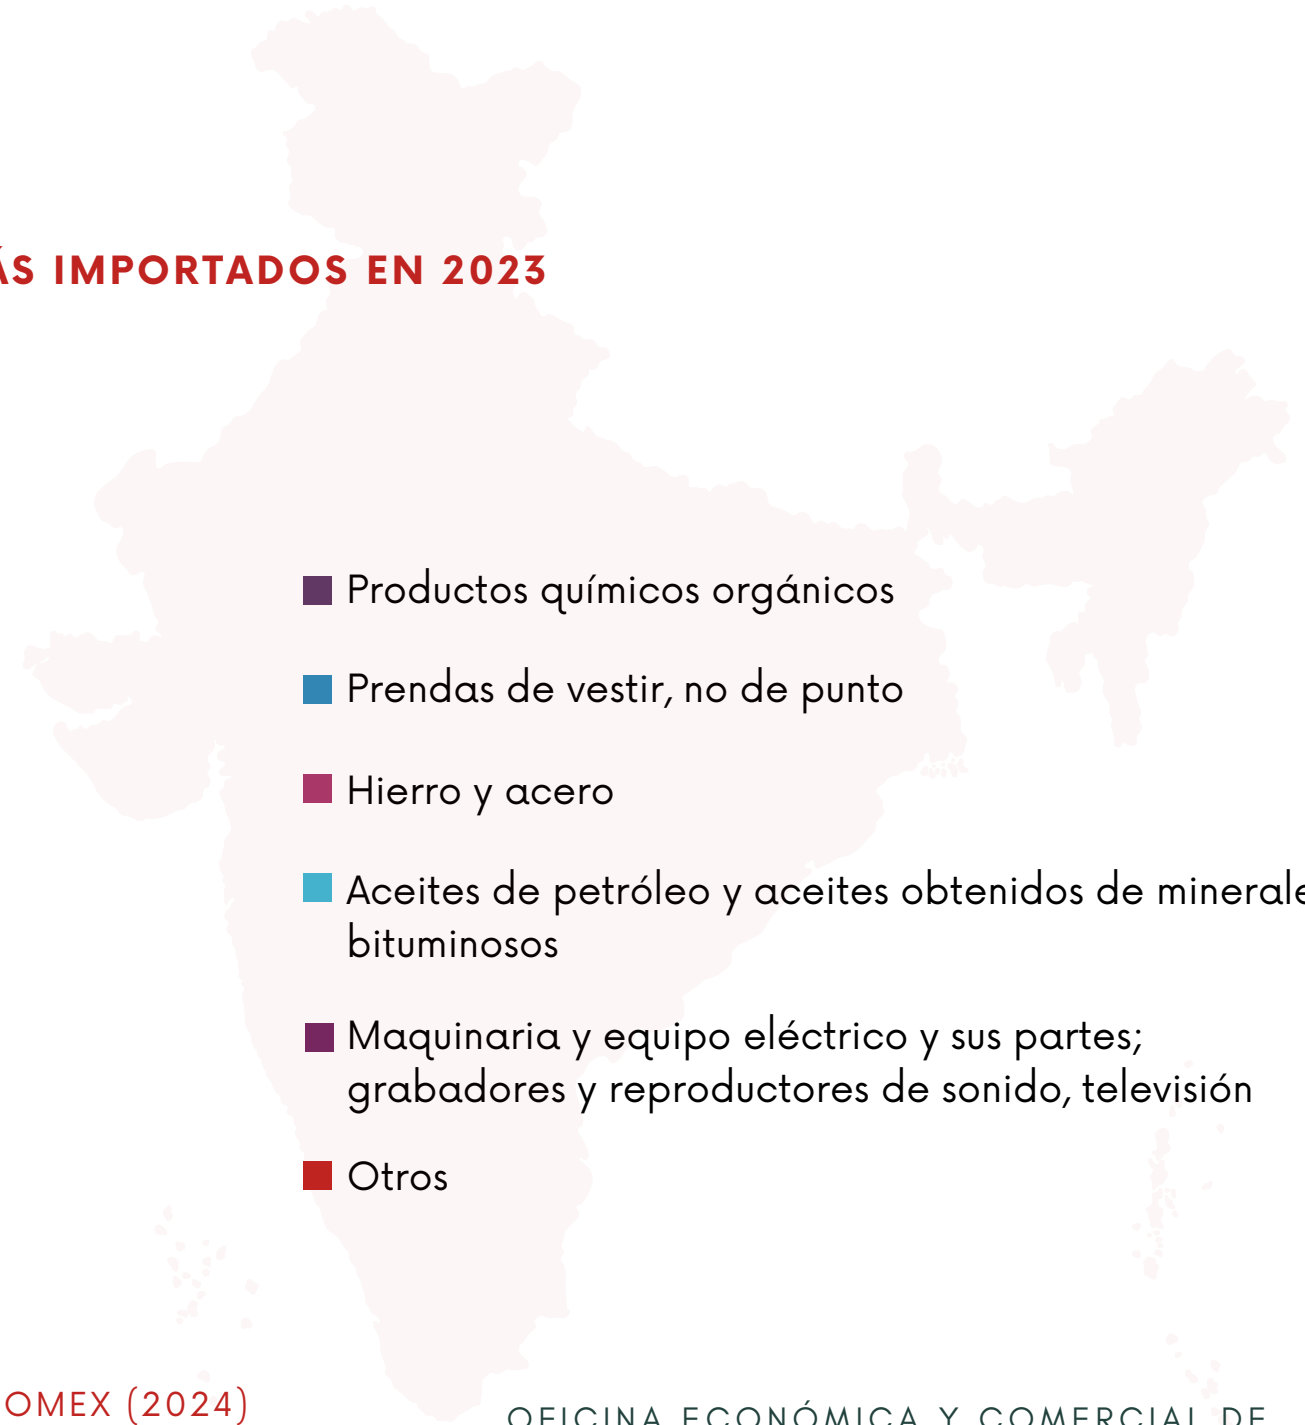 ÁS IMPORTADOS EN 2023
Productos químicos orgánicos
Prendas de vestir, no de punto
Hierro y acero
Aceites de petróleo y aceites obtenidos de minerale
bituminosos
Maquinaria y equipo eléctrico y sus partes;
grabadores y reproductores de sonido, televisión
Otros
OMEX (2024)
OFICINA ECONÓMICA Y COMERCIAL DE